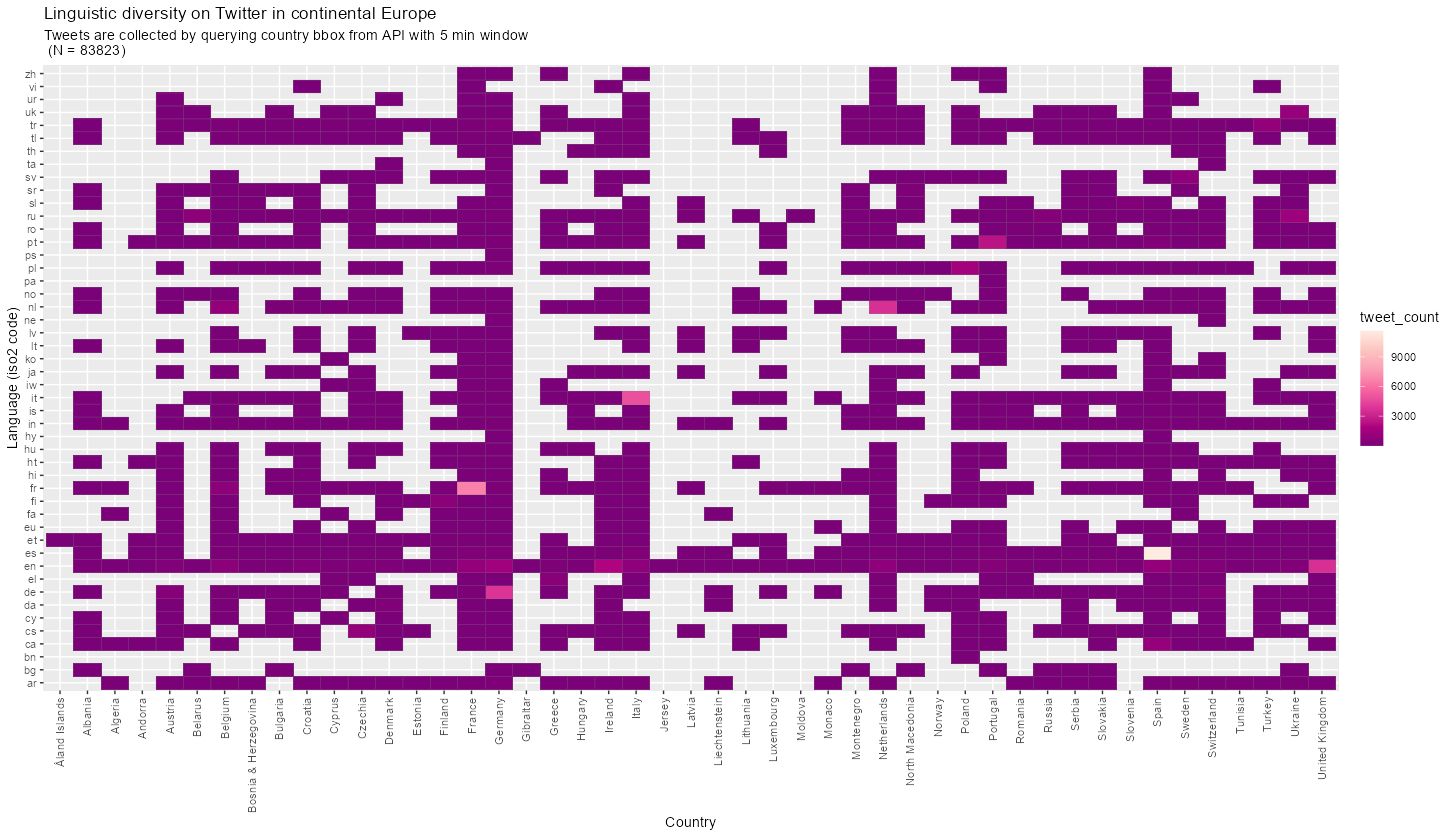 Linguistic diversity on Twitter in continental Europe
Tweets are collected by querying country bbox from API with 5 min window
(N = 83823)
Language (iso2 code)
zh
vi
ur
uk
tr
tl
th
ta
sv
sr
sl
ru
ro
pt
ps
pl
pa
no
nl
ne
lv
lt
ko
ja
iw
it
is
in
hy
hu
ht
hi
fr
fi
fa
eu
et
es
en
el
de
da
cy
cs
ca
bn
bg
ar
Åland Islands
Albania
Algeria
Andorra
Austria
Belarus
Belgium
Bosnia & Herzegovina
Bulgaria
Croatia
Cyprus
Czechia
Denmark
Estonia
Finland
France
Germany
Gibraltar
Greece
Hungary
Ireland
Italy
Jersey
Latvia
Liechtenstein
Lithuania
Luxembourg
Moldova
Monaco
Montenegro
Netherlands
North Macedonia
Norway
Poland
Portugal
Romania
Russia
Serbia
Slovakia
Slovenia
Spain
Sweden
Switzerland
Tunisia
Turkey
Ukraine
United Kingdom
Country
tweet_count
9000
6000
3000